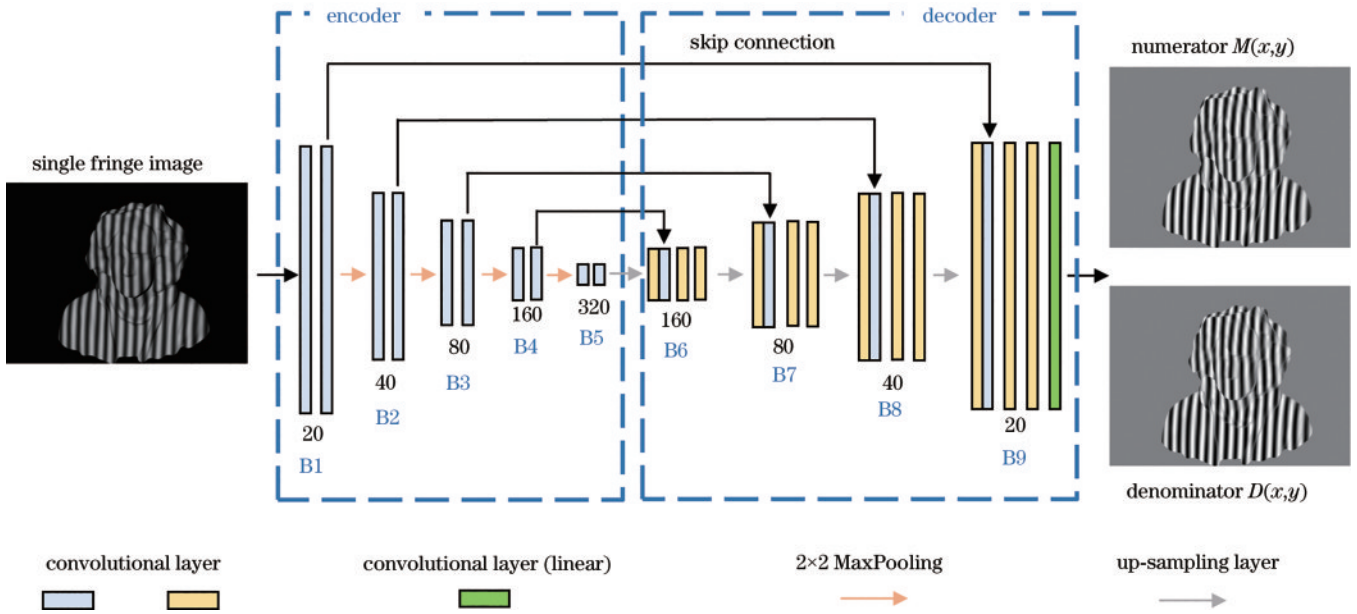 encoder
decoder
skip connection
numerator M(x,y)
single fringe image
20
B1
40
B2
80
B3
160
B4
320
B5
160
B6
80
B7
40
B8
20
B9
denominator D(x,y)
convolutional layer
convolutional layer (linear)
2×2 MaxPooling
up-sampling layer